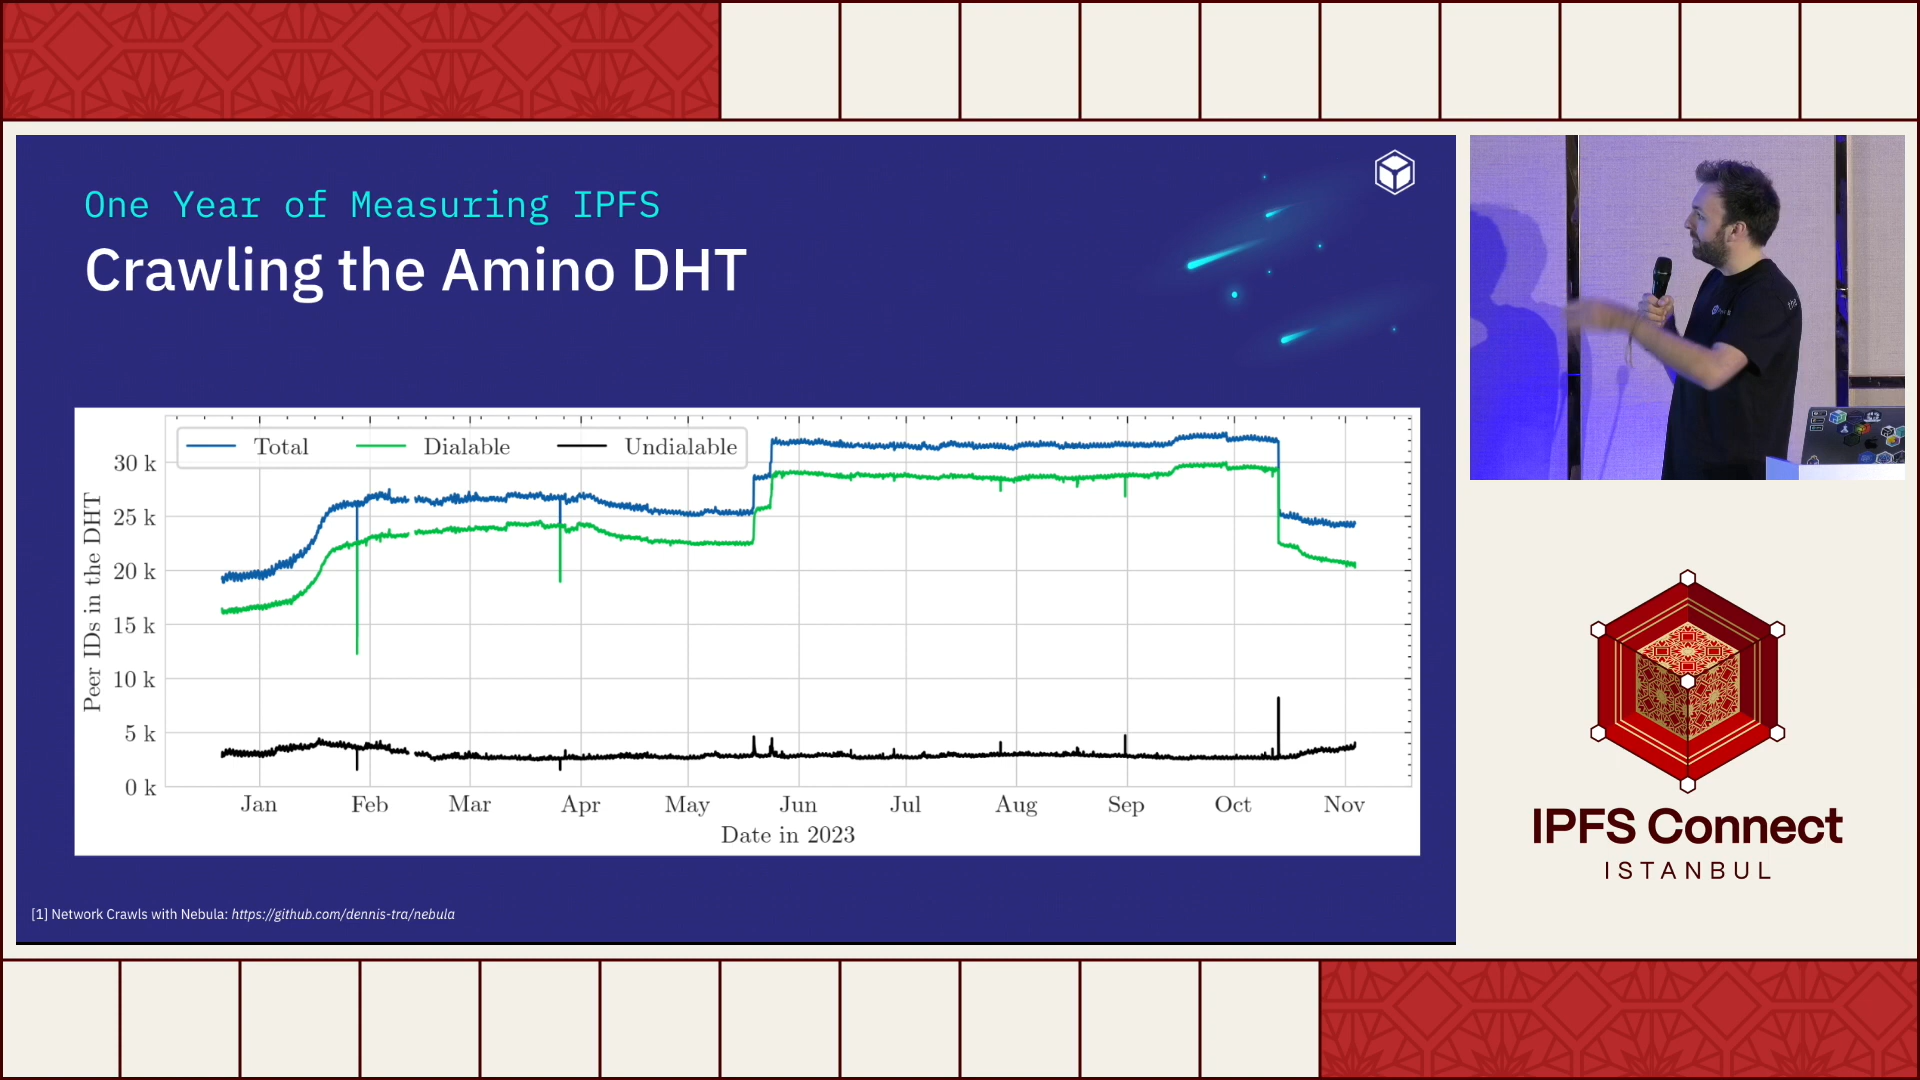 One Year of Measuring IPFS
Crawling the Amino DHT
Total
Dialable
Undialable
Peer IDs in the DHT
30 k
25 k
20 k
15 k
10 k
5 k
0 k
Jan
Feb
Mar
Apr
May
Jun
Jul
Aug
Sep
Oct
Nov
Date in 2023
[1] Network Crawls with Nebula: https://github.com/dennis-tra/nebula
IPFS Connect
ISTANBUL